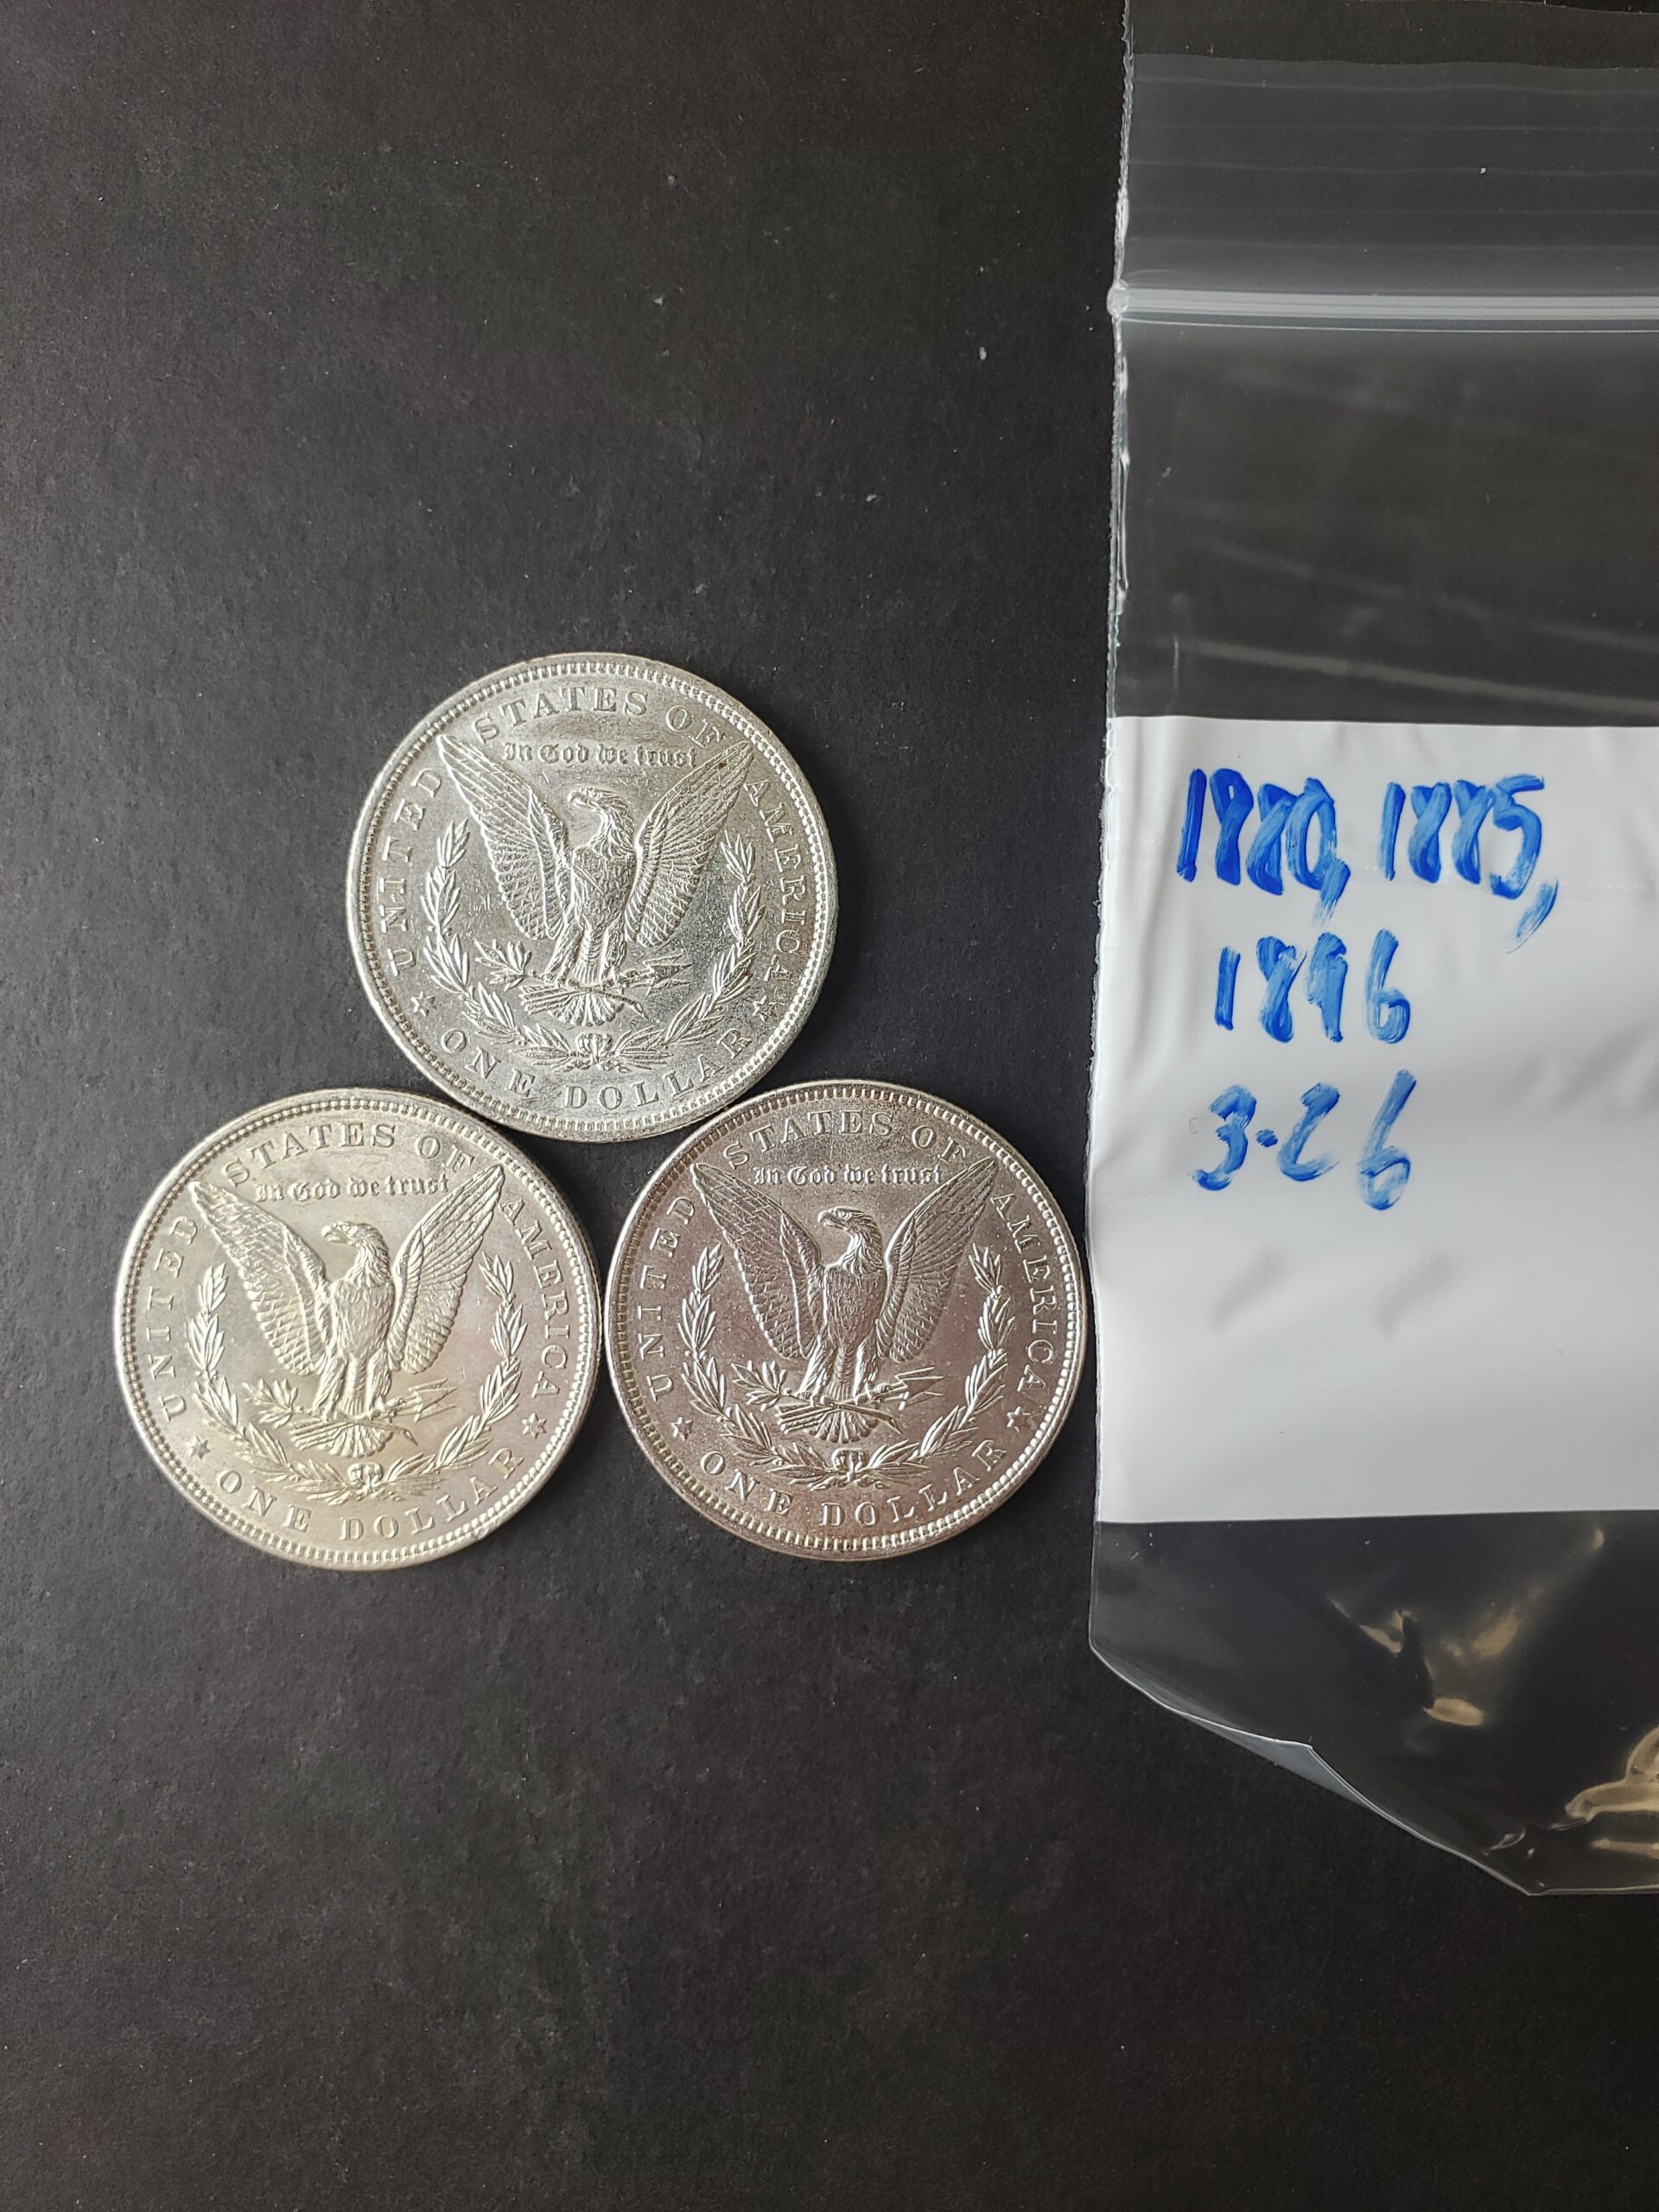 STATES OF
In God we trust
UNITED
AMERICA
ONE DOLLAR
STATES OF
In God we trust
UNITED
AMERICA
ONE DOLLAR
STATES OF
In God we trust
UNITED
AMERICA
ONE DOLLAR
1880, 1885,
1896
3-26